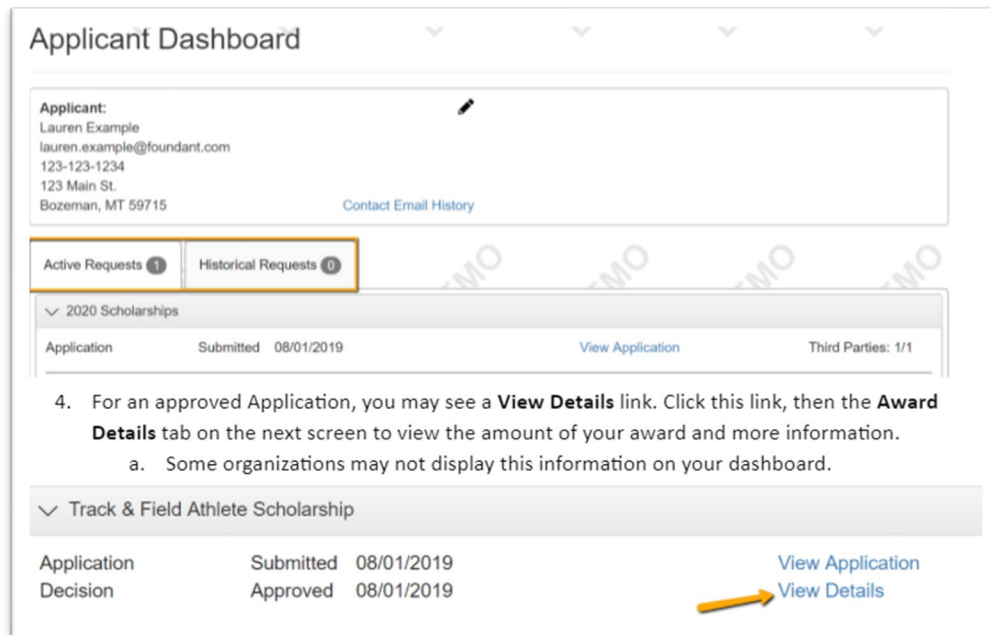 Applicant Dashboard
Applicant:
Lauren Example
lauren.example@foundant.com
123-123-1234
123 Main St.
Bozeman, MT 59715 Contact Email History
Active Requests 1 Historical Requests 0
2020 Scholarships
Application Submitted 08/01/2019 View Application Third Parties: 1/1
4. For an approved Application, you may see a View Details link. Click this link, then the Award
Details tab on the next screen to view the amount of your award and more information.
a. Some organizations may not display this information on your dashboard.
Track & Field Athlete Scholarship
Application Submitted 08/01/2019 View Application
Decision Approved 08/01/2019 View Details